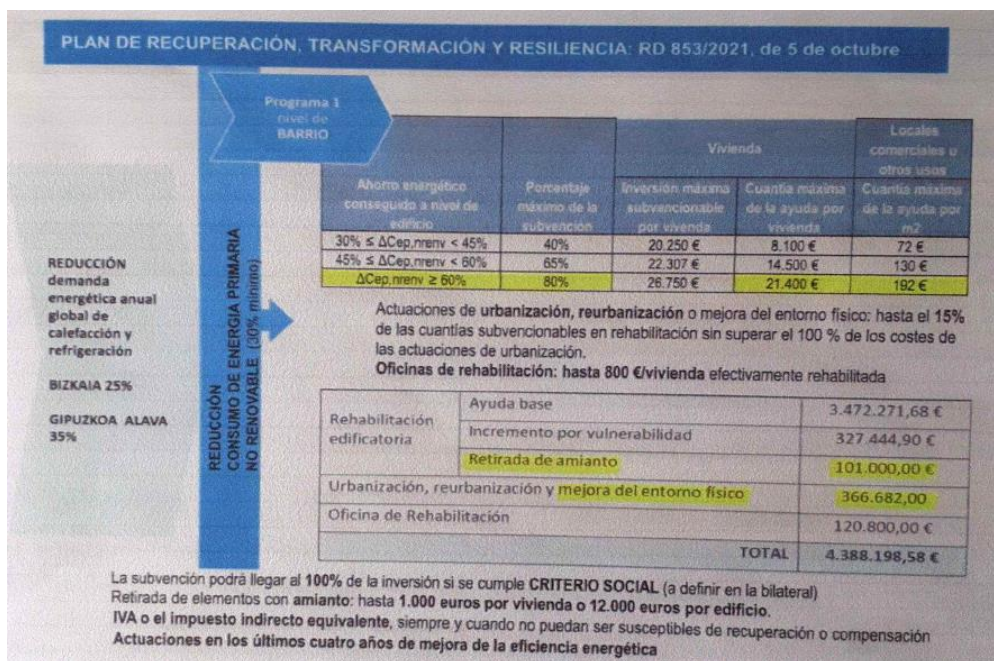 PLAN DE RECUPERACIÓN, TRANSFORMACIÓN Y RESILIENCIA: RD 853/2021, de 5 de octubre
Programa 1
nivel de
BARRIO
REDUCCIÓN
demanda
energética anual
global de
calefacción y
refrigeración
BIZKAIA 25%
GIPUZKOA ALAVA
35%
REDUCCIÓN
CONSUMO DE ENERGIA PRIMARIA
NO RENOVABLE (30% mínimo)
Vivienda
Locales
comerciales u
otros usos
Ahorro energético
conseguido a nivel de
edificio
Porcentaje
máximo de la
subvención
Inversión máxima
subvencionable
por vivenda
Cuantía máxima
de la ayuda por
vivienda
Cuantía máxima
de la ayuda por
m2
30% ≤ ΔCep,nrenv < 45% 40% 20.250 € 8.100 € 72 €
45% ≤ ΔCep,nrenv < 60% 65% 22.307 € 14.500 € 130 €
ΔCep,nrenv ≥ 60% 80% 26.750 € 21.400 € 192 €
Actuaciones de urbanización, reurbanización o mejora del entorno físico: hasta el 15%
de las cuantías subvencionables en rehabilitación sin superar el 100 % de los costes de
las actuaciones de urbanización.
Oficinas de rehabilitación: hasta 800 €/vivienda efectivamente rehabilitada
Rehabilitación
edificatoria
Ayuda base 3.472.271,68 €
Incremento por vulnerabilidad 327.444,90 €
Retirada de amianto 101.000,00 €
Urbanización, reurbanización y mejora del entorno físico 366.682,00
Oficina de Rehabilitación 120.800,00 €
TOTAL 4.388.198,58 €
La subvención podrá llegar al 100% de la inversión si se cumple CRITERIO SOCIAL (a definir en la bilateral)
Retirada de elementos con amianto: hasta 1.000 euros por vivienda o 12.000 euros por edificio.
IVA o el impuesto indirecto equivalente, siempre y cuando no puedan ser susceptibles de recuperación o compensación
Actuaciones en los últimos cuatro años de mejora de la eficiencia energética